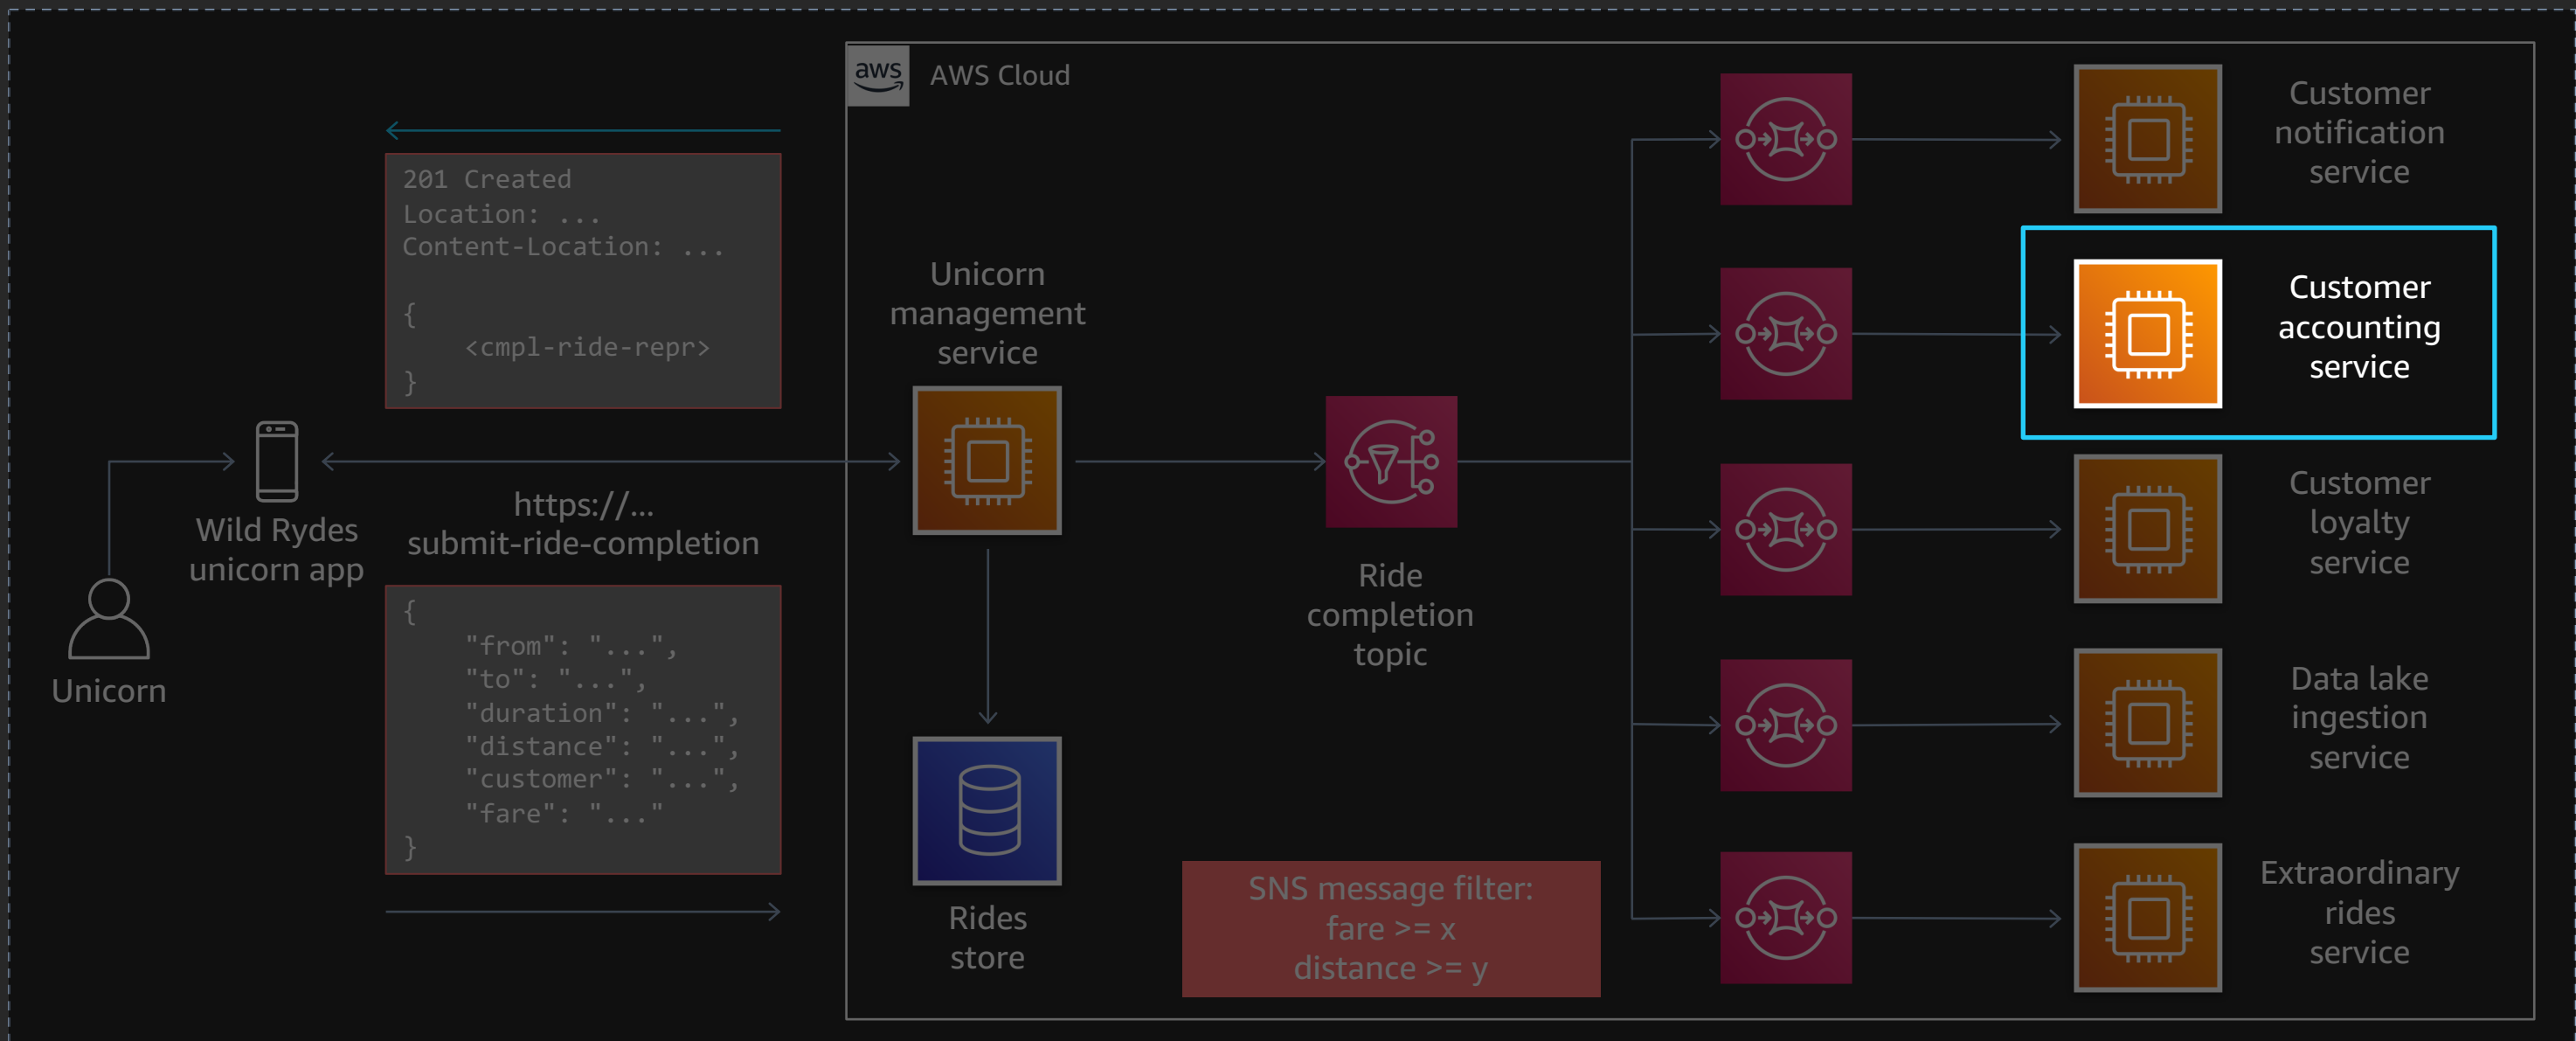 aws
AWS Cloud
201 Created
Location: ...
Content-Location: ...
{
<cmpl-ride-repr>
}
Unicorn
Wild Rydes
unicorn app
https://...
submit-ride-completion
{
"from": "...",
"to": "...",
"duration": "...",
"distance": "...",
"customer": "...",
"fare": "..."
}
Unicorn
management
service
Rides
store
Ride
completion
topic
SNS message filter:
fare >= x
distance >= y
Customer
notification
service
Customer
accounting
service
Customer
loyalty
service
Data lake
ingestion
service
Extraordinary
rides
service